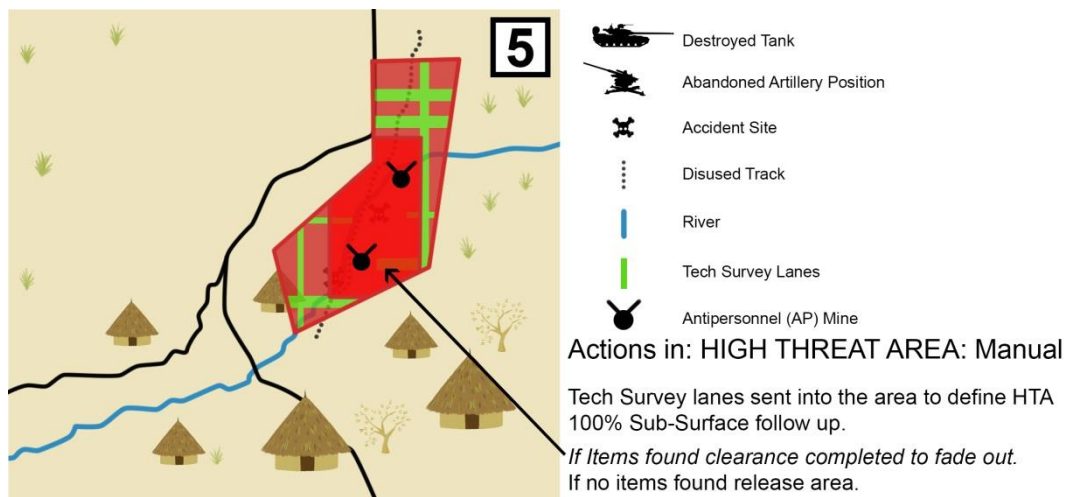 5
Destroyed Tank
Abandoned Artillery Position
Accident Site
Disused Track
River
Tech Survey Lanes
Antipersonnel (AP) Mine
Actions in: HIGH THREAT AREA: Manual
Tech Survey lanes sent into the area to define HTA
100% Sub-Surface follow up.
If Items found clearance completed to fade out.
If no items found release area.